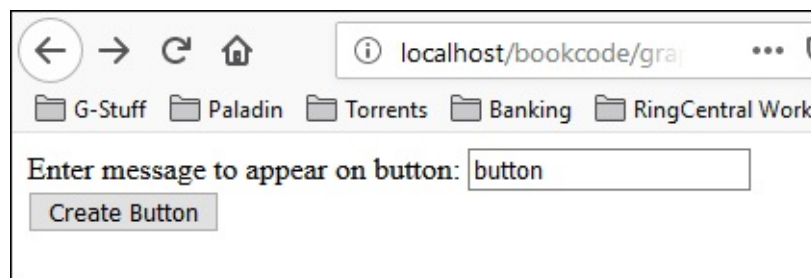 localhost/bookcode/gra
G-Stuff Paladin Torrents Banking RingCentral Work
Enter message to appear on button: button
Create Button